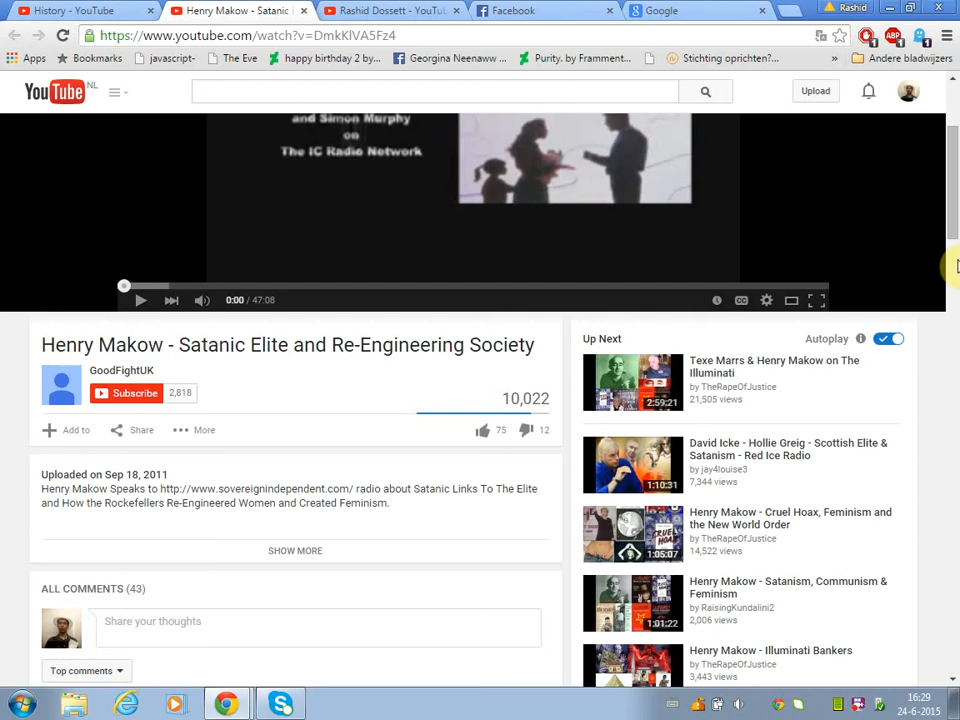 History - YouTube
Henry Makow - Satanic
Rashid Dossett - YouTu
Facebook
Google
Rashid
https://www.youtube.com/watch?v=DmkKlVA5Fz4
Apps
Bookmarks
javascript-
The Eve
happy birthday 2 by...
Georgina Neenaww ...
Purity. by Framment...
Stichting oprichten?...
»
Andere bladwijzers
YouTube NL
Upload
and Simon Murphy
on
The IC Radio Network
0:00 / 47:08
Henry Makow - Satanic Elite and Re-Engineering Society
GoodFightUK
Subscribe 2,818
10,022
Add to
Share
More
75
12
Uploaded on Sep 18, 2011
Henry Makow Speaks to http://www.sovereignindependent.com/ radio about Satanic Links To The Elite
and How the Rockefellers Re-Engineered Women and Created Feminism.
SHOW MORE
ALL COMMENTS (43)
Share your thoughts
Top comments
Up Next
Autoplay
Texe Marrs & Henry Makow on The
Illuminati
by TheRapeOfJustice
21,505 views
2:59:21
David Icke - Hollie Greig - Scottish Elite &
Satanism - Red Ice Radio
by jay4louise3
7,344 views
1:10:31
Henry Makow - Cruel Hoax, Feminism and
the New World Order
by TheRapeOfJustice
14,522 views
1:05:07
Henry Makow - Satanism, Communism &
Feminism
by RaisingKundalini2
2,006 views
1:01:22
Henry Makow - Illuminati Bankers
by TheRapeOfJustice
3,443 views
16:29
24-6-2015